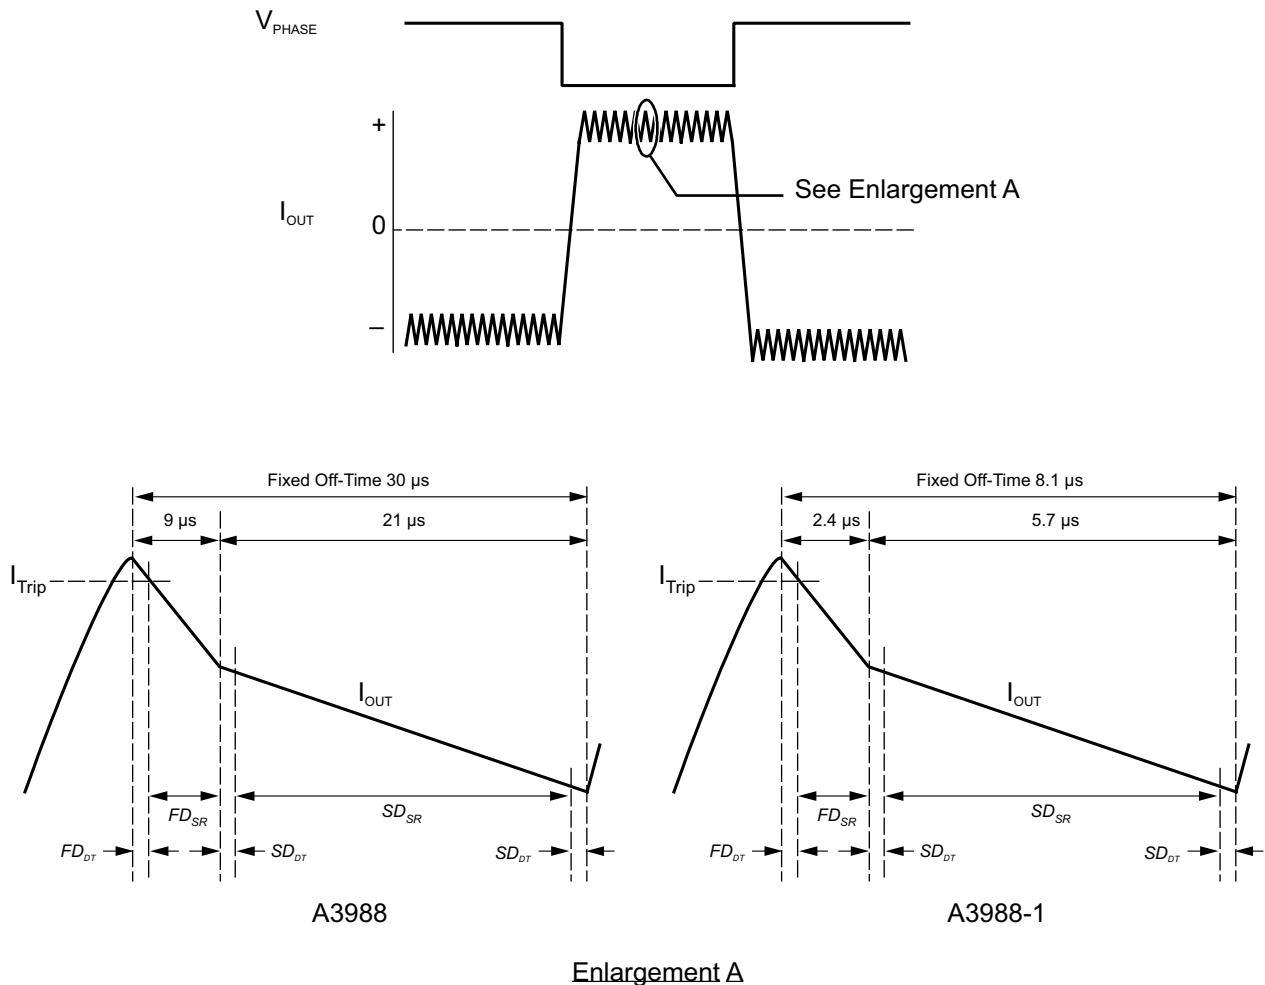 VPHASE
+
See Enlargement A
IOUT
0
–
Fixed Off-Time 30 µs
9 µs
21 µs
ITrip
IOUT
FDSR
SDSR
FDDT
SDDT
SDDT
A3988
Fixed Off-Time 8.1 µs
2.4 µs
5.7 µs
ITrip
IOUT
FDSR
SDSR
FDDT
SDDT
SDDT
A3988-1
Enlargement A